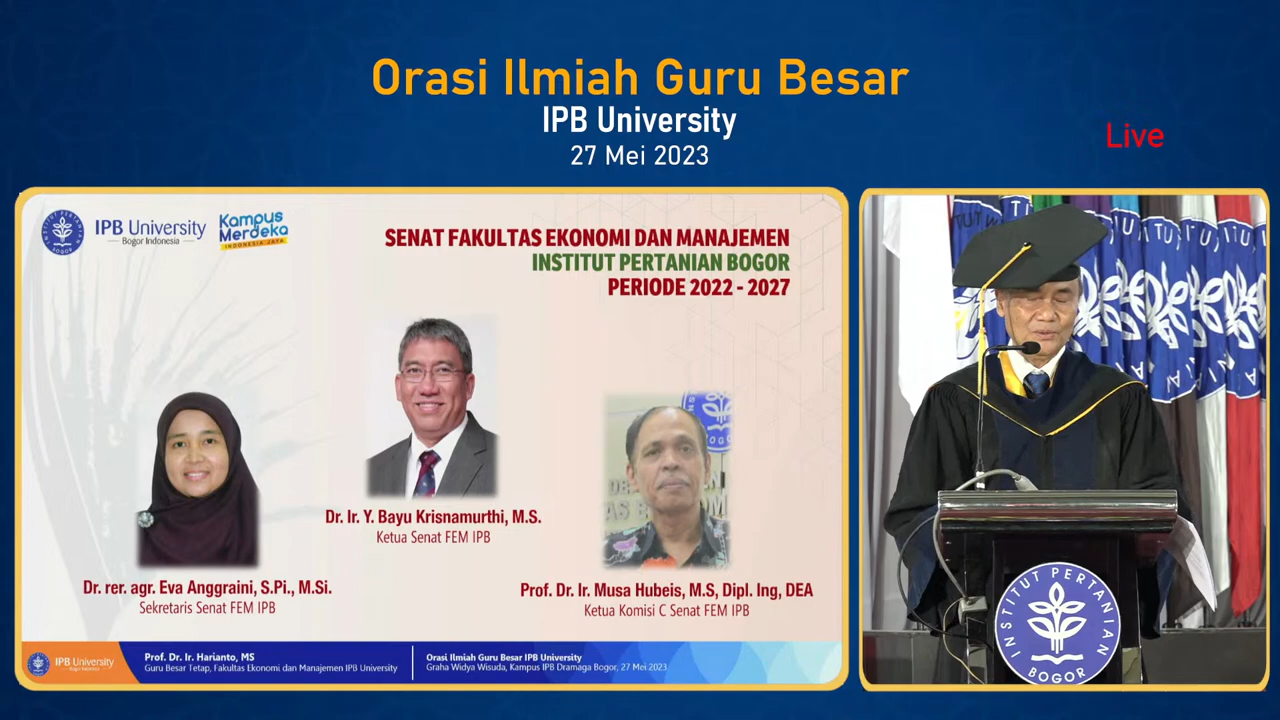 Orasi Ilmiah Guru Besar
IPB University
27 Mei 2023
Live
IPB University
Bogor Indonesia
Kampus
Merdeka
INDONESIA JAYA
SENAT FAKULTAS EKONOMI DAN MANAJEMEN
INSTITUT PERTANIAN BOGOR
PERIODE 2022 - 2027
Dr. Ir. Y. Bayu Krisnamurthi, M.S.
Ketua Senat FEM IPB
Dr. rer. agr. Eva Anggraini, S.Pi., M.Si.
Sekretaris Senat FEM IPB
Prof. Dr. Ir. Musa Hubeis, M.S, Dipl. Ing, DEA
Ketua Komisi C Senat FEM IPB
IPB University
Prof. Dr. Ir. Harianto, MS
Guru Besar Tetap, Fakultas Ekonomi dan Manajemen IPB University
Orasi Ilmiah Guru Besar IPB University
Graha Widya Wisuda, Kampus IPB Dramaga Bogor, 27 Mei 2023
INSTITUT PERTANIAN
BOGOR